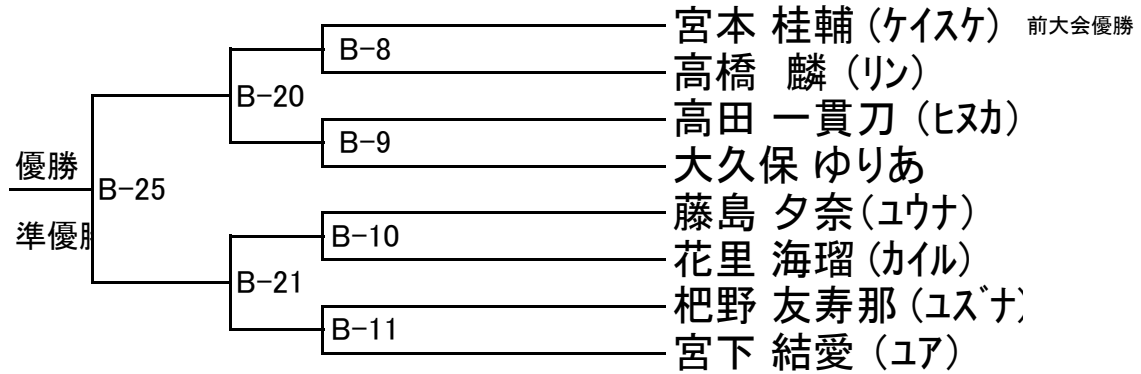 宮本 桂輔 (ケイスケ) 前大会優勝
B-8
高橋 麟 (リン)
B-20
高田 一貫刀 (ヒヌカ)
B-9
優勝
大久保 ゆりあ
B-25
藤島 夕奈(ユウナ)
準優勝
B-10
花里 海瑠 (カイル)
B-21
杷野 友寿那 (ユズナ)
B-11
宮下 結愛 (ユア)